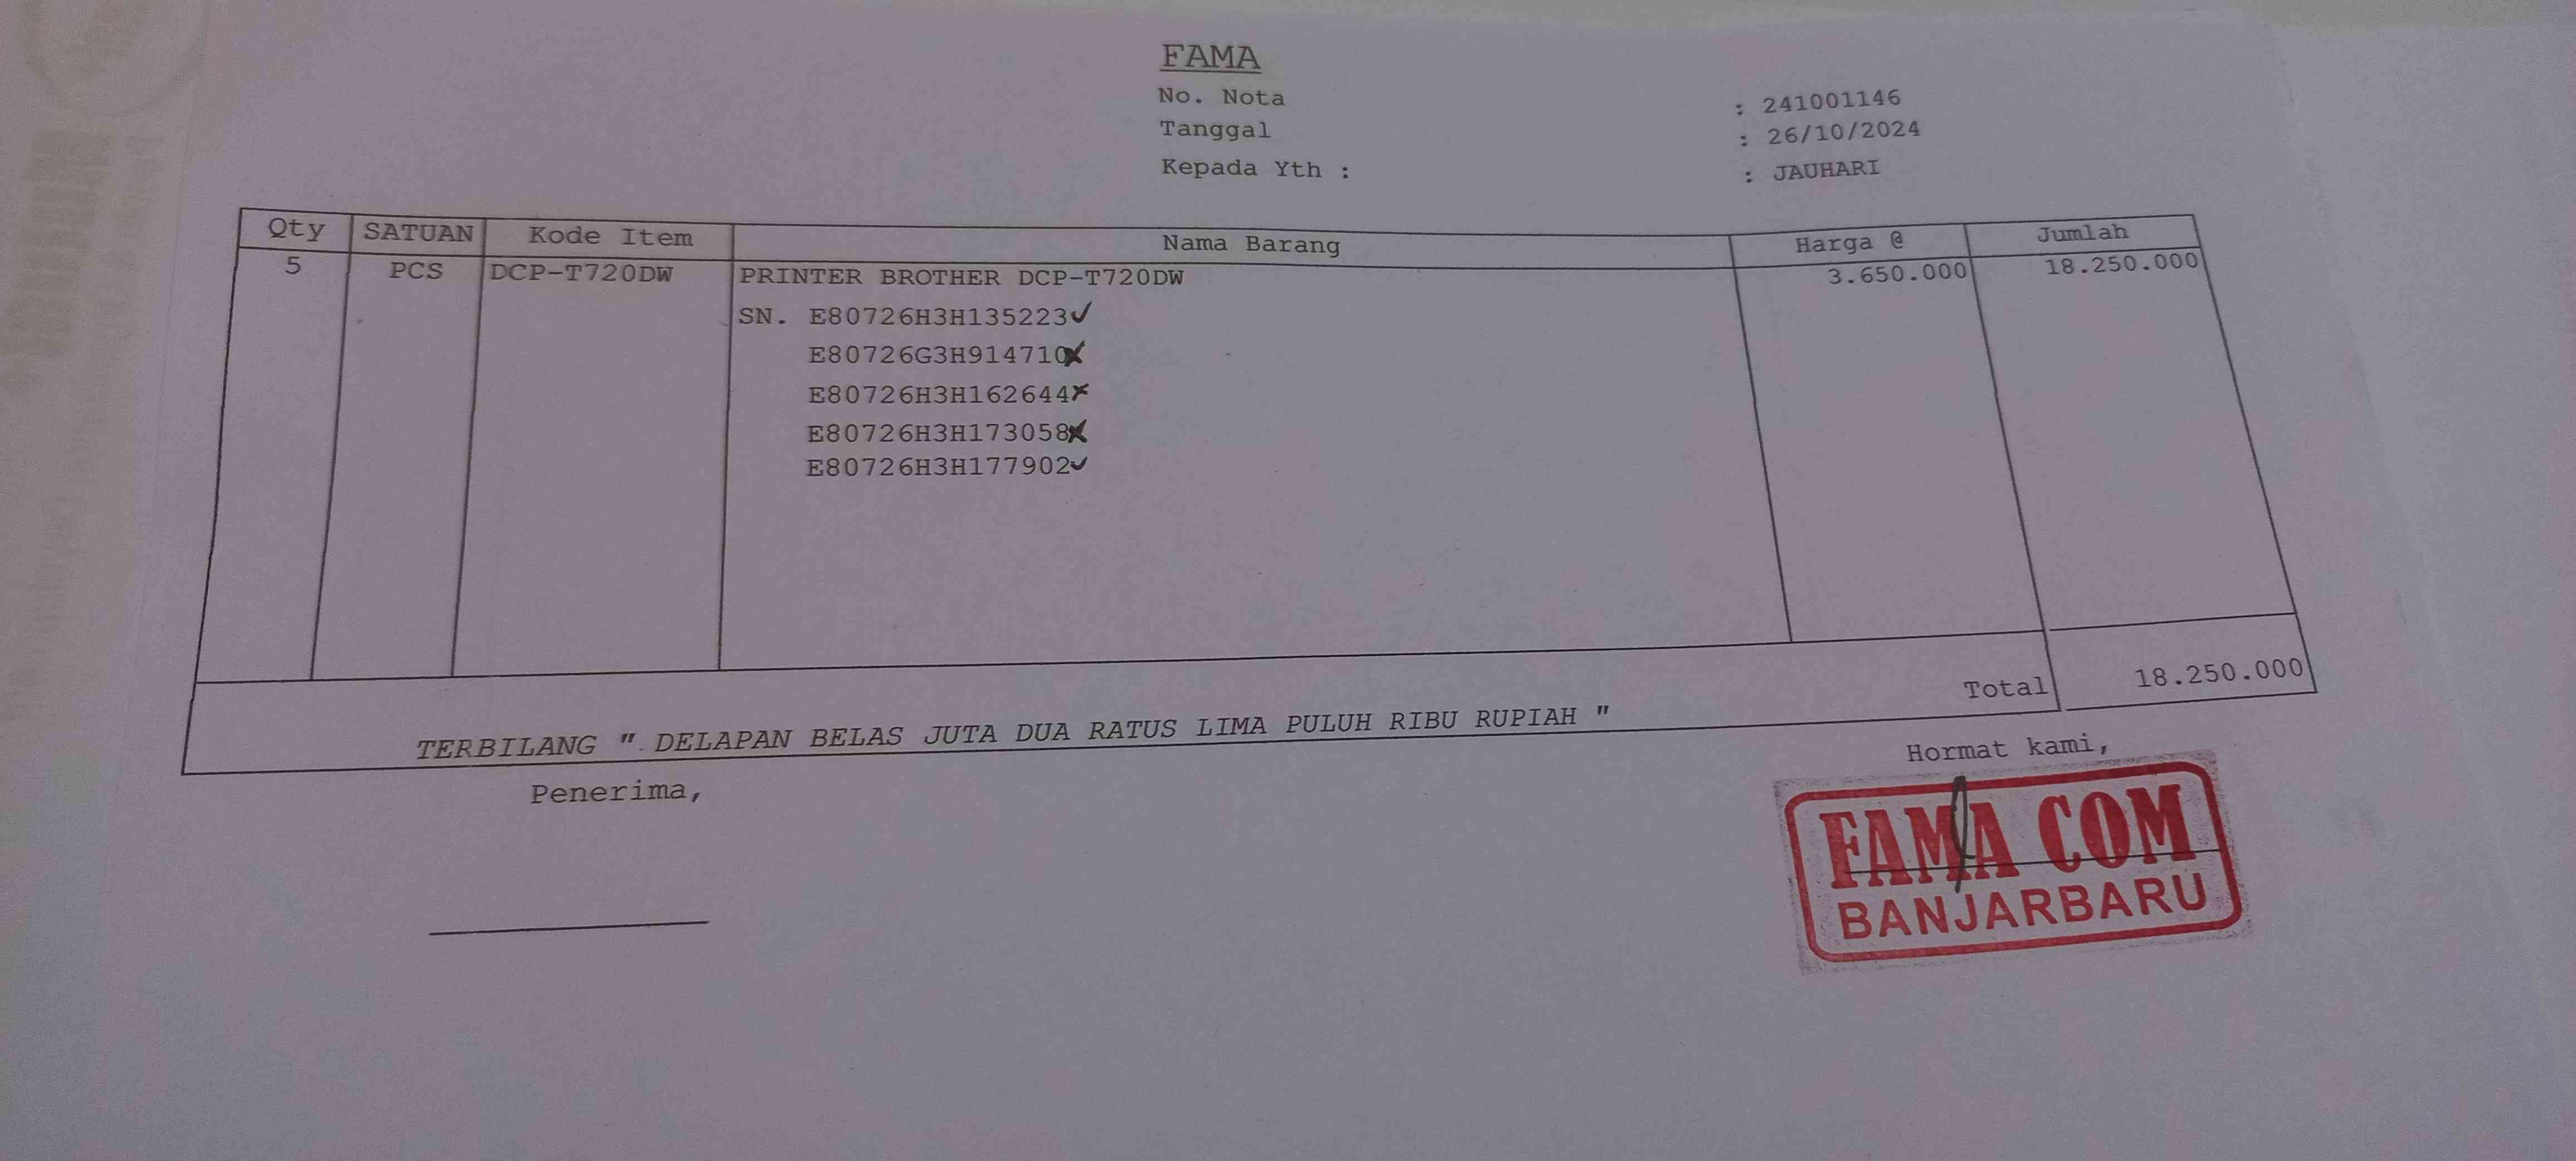 FAMA
No. Nota : 241001146
Tanggal : 26/10/2024
Kepada Yth : : JAUHARI
Qty SATUAN Kode Item Nama Barang Harga @ Jumlah
5 PCS DCP-T720DW PRINTER BROTHER DCP-T720DW 3.650.000 18.250.000
SN. E80726H3H135223✓
E80726G3H914710✗
E80726H3H162644✗
E80726H3H173058✗
E80726H3H177902✓
Total 18.250.000
TERBILANG " DELAPAN BELAS JUTA DUA RATUS LIMA PULUH RIBU RUPIAH "
Penerima, Hormat kami,
FAMA COM
BANJARBARU